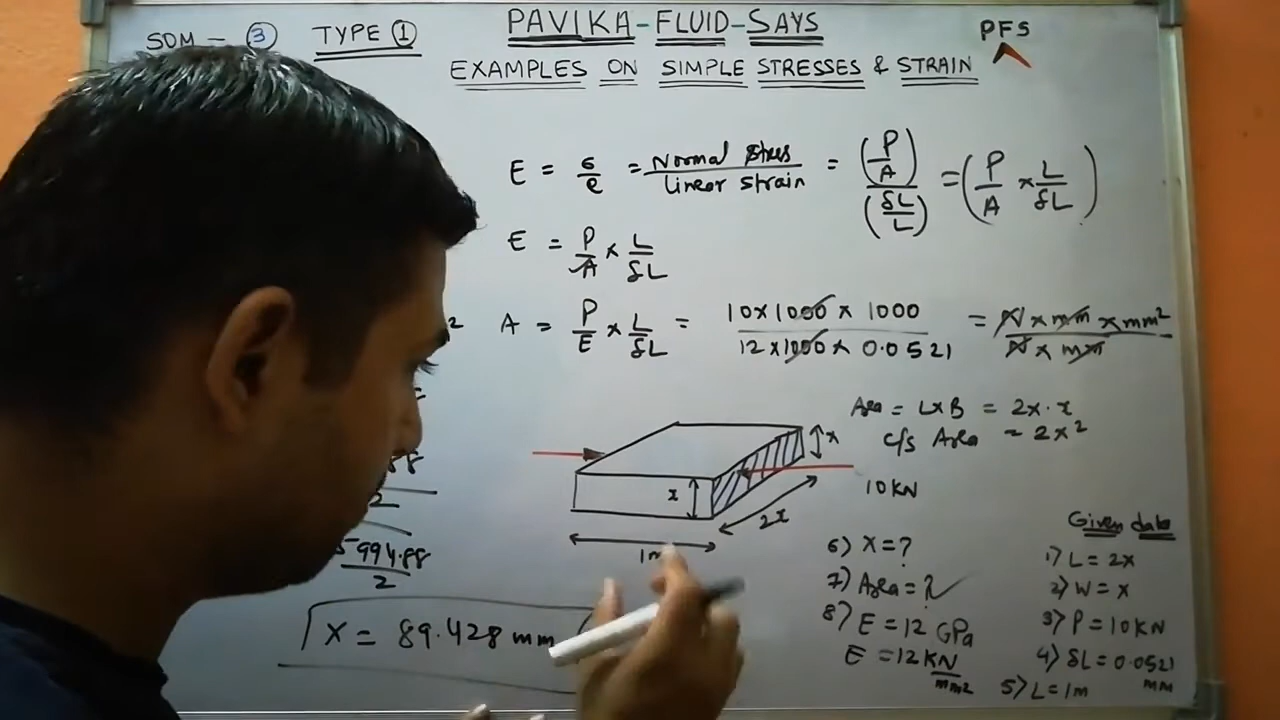 SOM - ③ TYPE ①
PAVIKA-FLUID-SAYS
PFS
EXAMPLES ON SIMPLE STRESSES & STRAIN
E = σ/e = Normal stress/linear strain = (P/A)/(δL/L) = (P/A × L/δL)
E = P/A × L/δL
A = P/E × L/δL = 10×1000×1000/12×1000×0.0521 = N×mm×mm²/N×mm
Area = L×B = 2x·x
c/s Area = 2x²
x
x
2x
1m
10KN
994.88/2
x = 89.428 mm
6) x = ?
7) Area = ? ✓
8) E = 12 GPa
E = 12 KN/mm2
Given data
1) L = 2x
2) W = x
3) P = 10KN
4) δL = 0.0521 MM
5) L = 1m